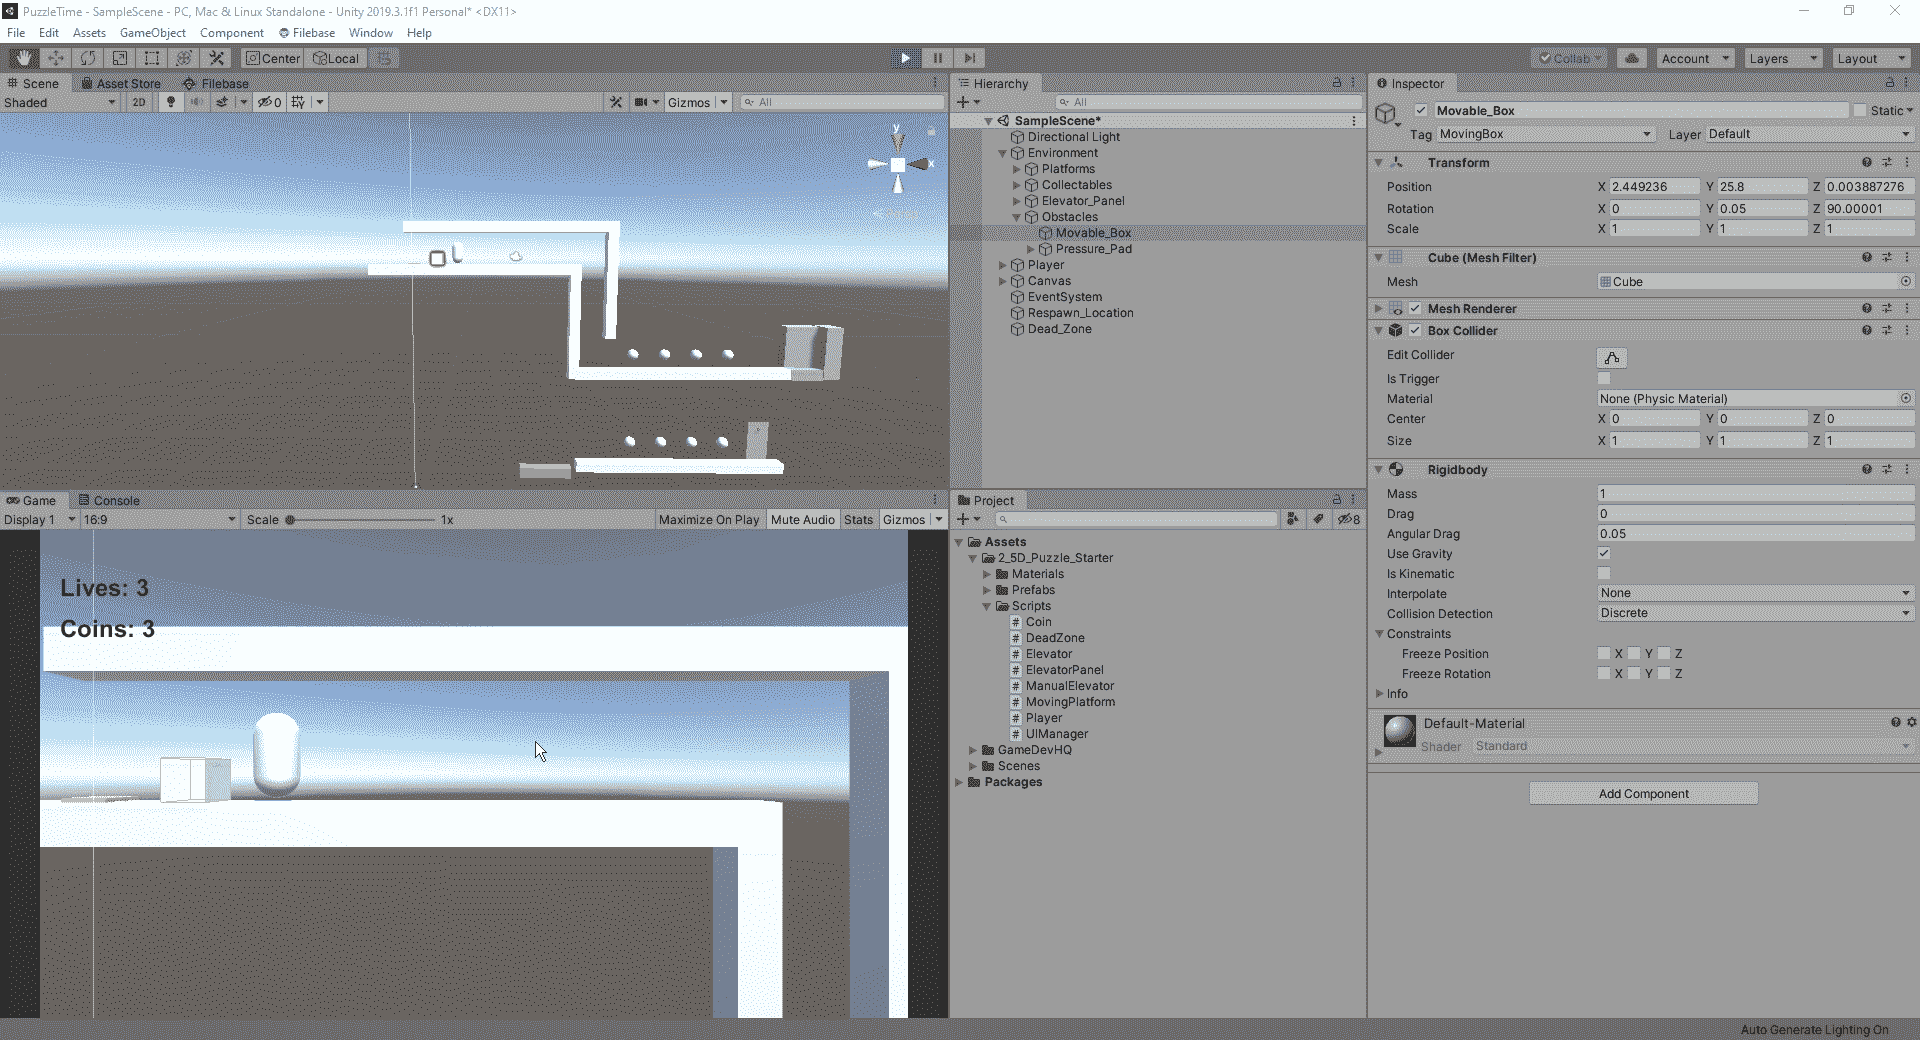 PuzzleTime - SampleScene - PC, Mac & Linux Standalone - Unity 2019.3.1f1 Personal* <DX11>
File Edit Assets GameObject Component Filebase Window Help
Center Local Collab Account Layers Layout
Scene Asset Store Filebase
Shaded 2D 0 Gizmos All
y
x
Game Console
Display 1 16:9 Scale 1x Maximize On Play Mute Audio Stats Gizmos
Lives: 3
Coins: 3
Hierarchy
All
SampleScene*
Directional Light
Environment
Platforms
Collectables
Elevator_Panel
Obstacles
Movable_Box
Pressure_Pad
Player
Canvas
EventSystem
Respawn_Location
Dead_Zone
Project
8
Assets
2_5D_Puzzle_Starter
Materials
Prefabs
Scripts
# Coin
# DeadZone
# Elevator
# ElevatorPanel
# ManualElevator
# MovingPlatform
# Player
# UIManager
GameDevHQ
Scenes
Packages
Inspector
Movable_Box Static
Tag MovingBox Layer Default
Transform
Position X 2.449236 Y 25.8 Z 0.003887276
Rotation X 0 Y 0.05 Z 90.00001
Scale X 1 Y 1 Z 1
Cube (Mesh Filter)
Mesh Cube
Mesh Renderer
Box Collider
Edit Collider
Is Trigger
Material None (Physic Material)
Center X 0 Y 0 Z 0
Size X 1 Y 1 Z 1
Rigidbody
Mass 1
Drag 0
Angular Drag 0.05
Use Gravity
Is Kinematic
Interpolate None
Collision Detection Discrete
Constraints
Freeze Position X Y Z
Freeze Rotation X Y Z
Info
Default-Material
Shader Standard
Add Component
Auto Generate Lighting On